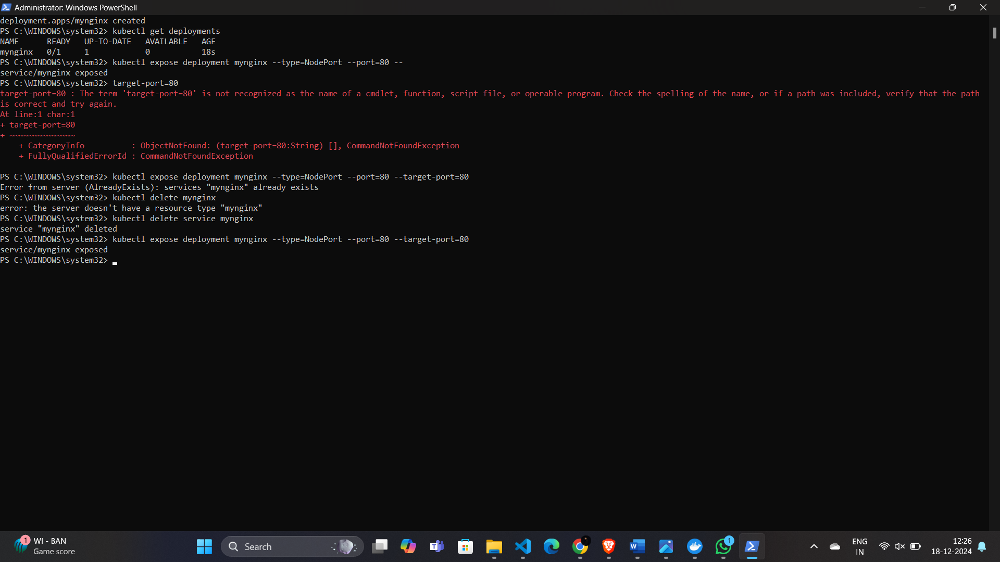 Administrator: Windows PowerShell
deployment.apps/mynginx created
PS C:\WINDOWS\system32> kubectl get deployments
NAME      READY   UP-TO-DATE   AVAILABLE   AGE
mynginx   0/1     1            0           18s
PS C:\WINDOWS\system32> kubectl expose deployment mynginx --type=NodePort --port=80 --
service/mynginx exposed
PS C:\WINDOWS\system32> target-port=80
target-port=80 : The term 'target-port=80' is not recognized as the name of a cmdlet, function, script file, or operable program. Check the spelling of the name, or if a path was included, verify that the path
is correct and try again.
At line:1 char:1
+ target-port=80
+ ~~~~~~~~~~~~~~
    + CategoryInfo          : ObjectNotFound: (target-port=80:String) [], CommandNotFoundException
    + FullyQualifiedErrorId : CommandNotFoundException
PS C:\WINDOWS\system32> kubectl expose deployment mynginx --type=NodePort --port=80 --target-port=80
Error from server (AlreadyExists): services "mynginx" already exists
PS C:\WINDOWS\system32> kubectl delete mynginx
error: the server doesn't have a resource type "mynginx"
PS C:\WINDOWS\system32> kubectl delete service mynginx
service "mynginx" deleted
PS C:\WINDOWS\system32> kubectl expose deployment mynginx --type=NodePort --port=80 --target-port=80
service/mynginx exposed
PS C:\WINDOWS\system32>
1
WI - BAN
Game score
Search
1
ENG
IN
12:26
18-12-2024